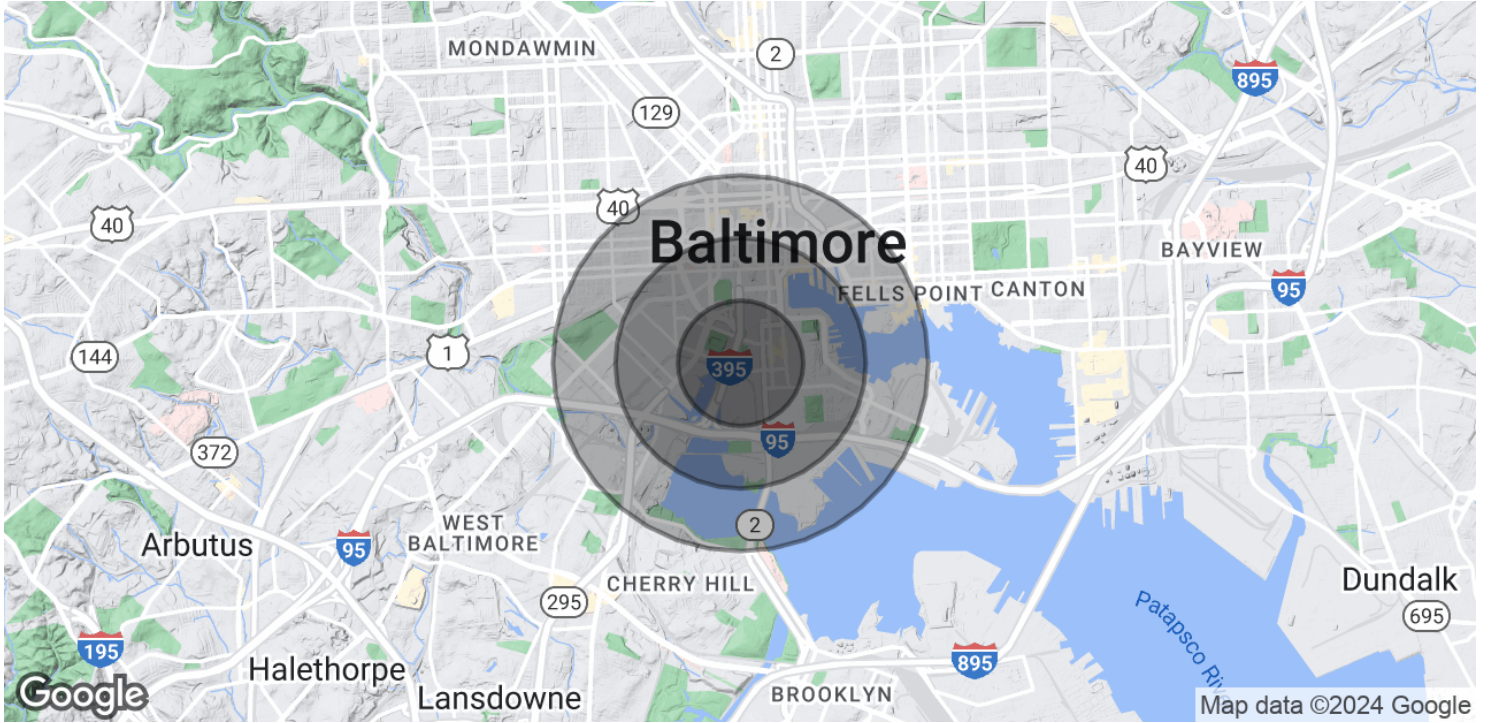 MONDAWMIN
2
895
129
40
40
40
Baltimore
BAYVIEW
FELLS POINT
CANTON
95
144
1
395
372
95
2
WEST
BALTIMORE
Arbutus
95
CHERRY HILL
295
Dundalk
695
Patapsco Riv
195
Halethorpe
895
Lansdowne
BROOKLYN
Google
Map data ©2024 Google